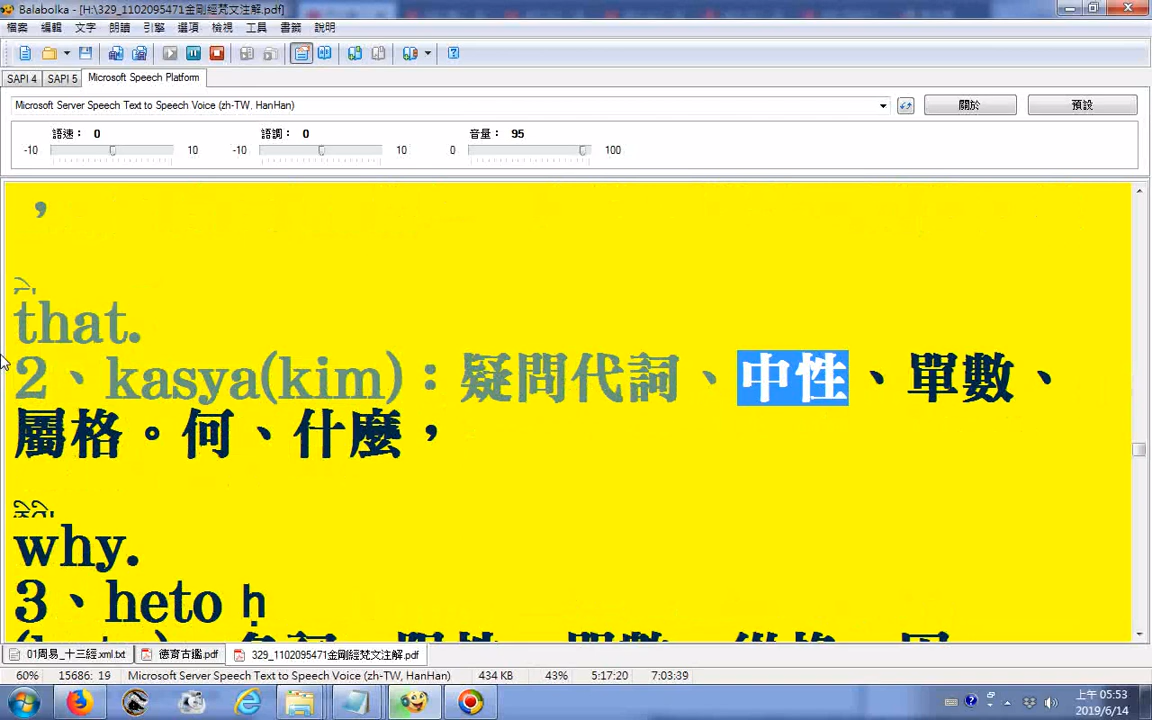 Balabolka - [H:\329_1102095471金剛經梵文注解.pdf]
檔案 編輯 文字 朗讀 引擎 選項 檢視 工具 書籤 說明
SAPI 4 SAPI 5 Microsoft Speech Platform
Microsoft Server Speech Text to Speech Voice (zh-TW, HanHan) 關於 預設
語速： 0 語調： 0 音量： 95
-10 10 -10 10 0 100
，
that.
2、kasya(kim)：疑問代詞、中性、單數、
屬格。何、什麼，
why.
3、heto ḥ
01周易_十三經.xml.txt 德育古鑑.pdf 329_1102095471金剛經梵文注解.pdf
60% 15686: 19 Microsoft Server Speech Text to Speech Voice (zh-TW, HanHan) 434 KB 43% 5:17:20 7:03:39
上午 05:53
2019/6/14